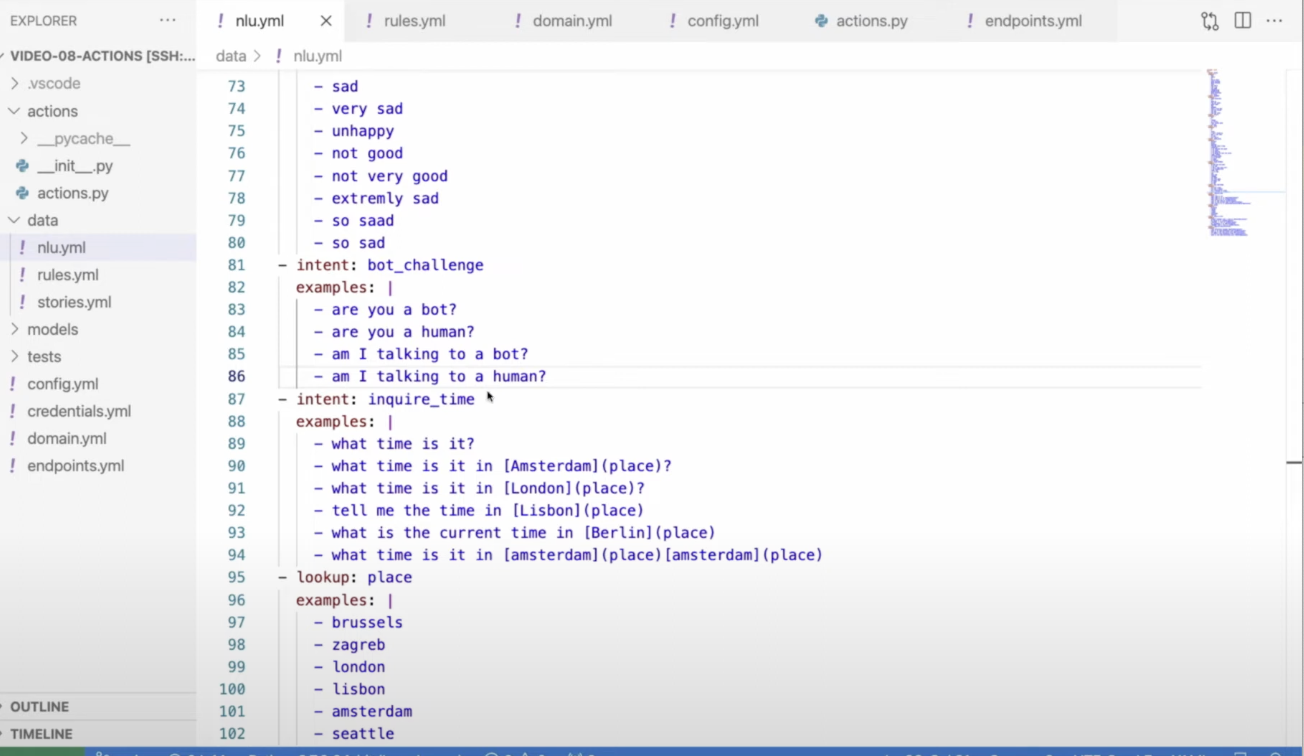 EXPLORER ...
VIDEO-08-ACTIONS [SSH:...
.vscode
actions
__pycache__
__init__.py
actions.py
data
! nlu.yml
! rules.yml
! stories.yml
models
tests
! config.yml
! credentials.yml
! domain.yml
! endpoints.yml
OUTLINE
TIMELINE
! nlu.yml × ! rules.yml ! domain.yml ! config.yml actions.py ! endpoints.yml ...
data > ! nlu.yml
73 - sad
74 - very sad
75 - unhappy
76 - not good
77 - not very good
78 - extremly sad
79 - so saad
80 - so sad
81 - intent: bot_challenge
82 examples: |
83 - are you a bot?
84 - are you a human?
85 - am I talking to a bot?
86 - am I talking to a human?
87 - intent: inquire_time
88 examples: |
89 - what time is it?
90 - what time is it in [Amsterdam](place)?
91 - what time is it in [London](place)?
92 - tell me the time in [Lisbon](place)
93 - what is the current time in [Berlin](place)
94 - what time is it in [amsterdam](place)[amsterdam](place)
95 - lookup: place
96 examples: |
97 - brussels
98 - zagreb
99 - london
100 - lisbon
101 - amsterdam
102 - seattle